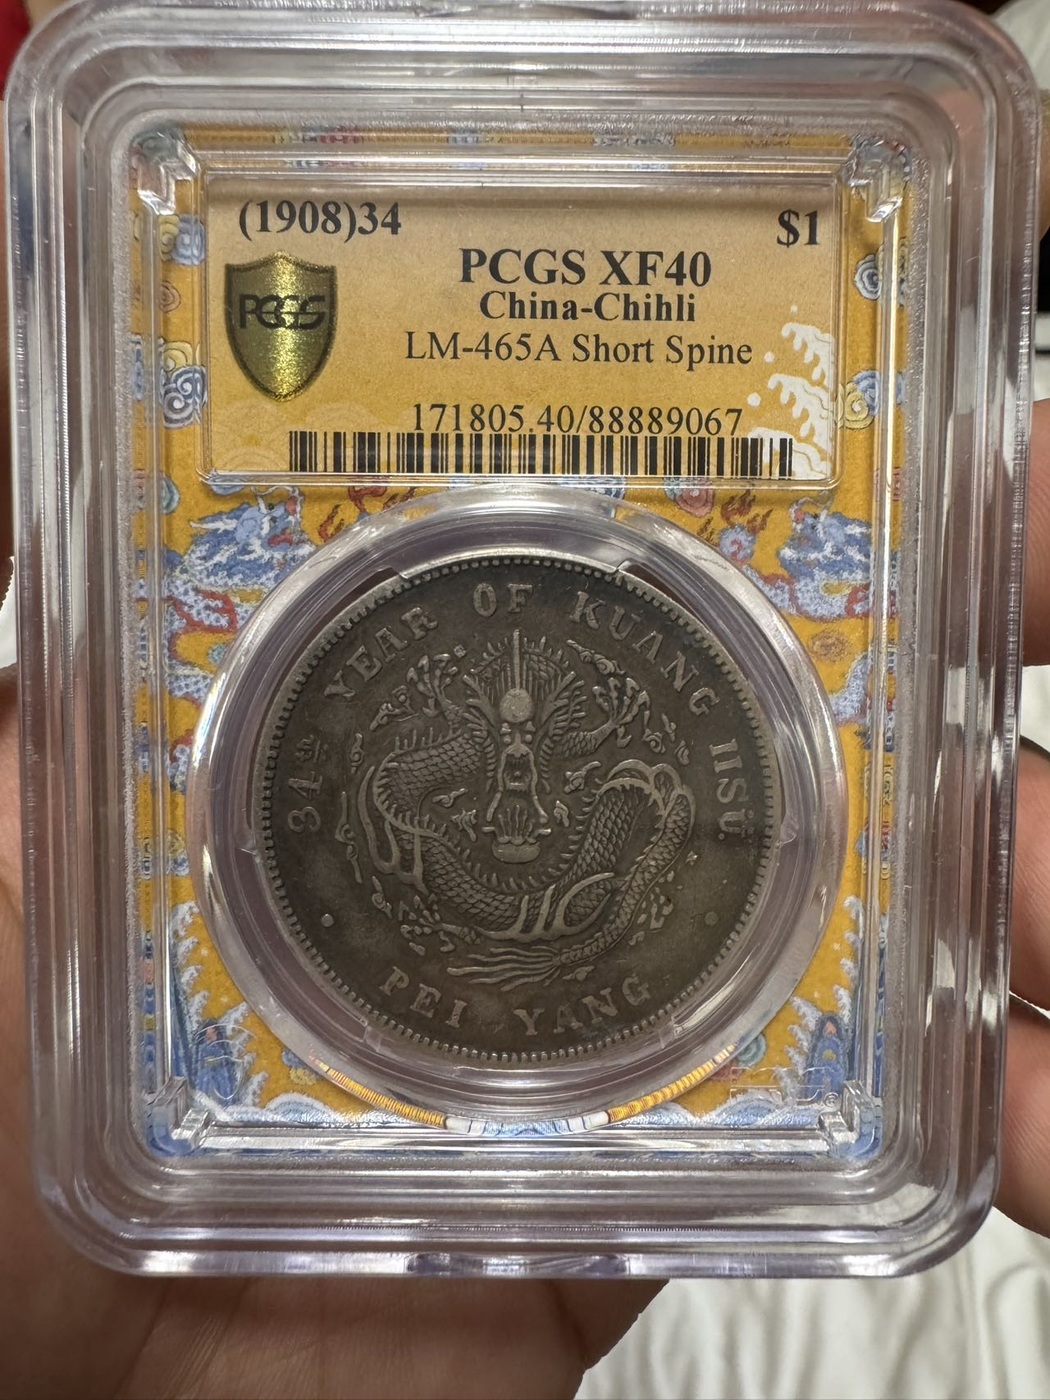 (1908)34 $1
PCGS XF40
China-Chihli
LM-465A Short Spine
171805.40/88889067
PCGS
34TH YEAR OF KUANG HSÜ
PEI YANG